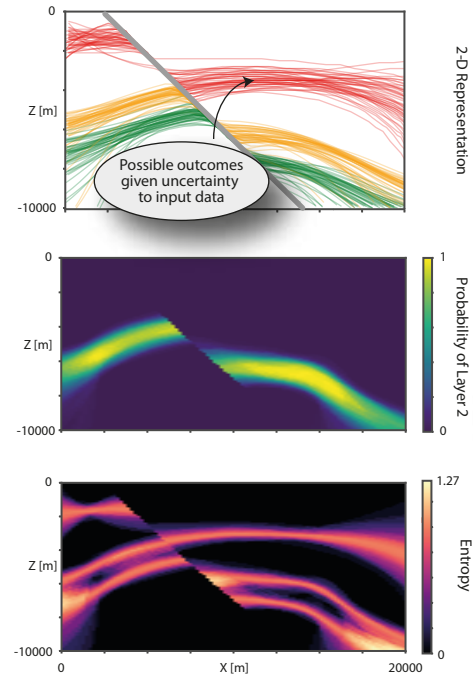 0
Z [m]
-10000
Possible outcomes
given uncertainty
to input data
2-D Representation
0
Z [m]
-10000
1
0
Probability of Layer 2
0
Z [m]
-10000
0
X [m]
20000
1.27
0
Entropy